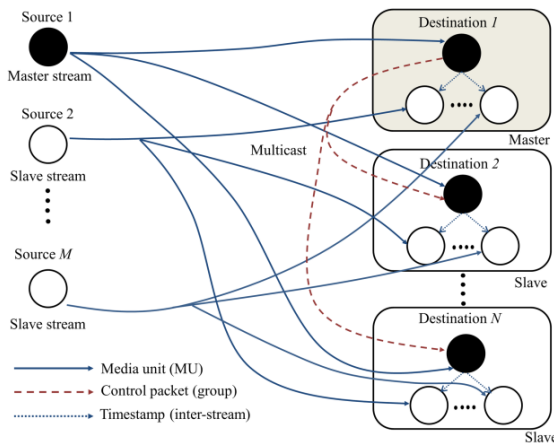 Source 1
Master stream
Source 2
Slave stream
Source M
Slave stream
Multicast
Destination 1
Master
Destination 2
Slave
Destination N
Slave
Media unit (MU)
Control packet (group)
Timestamp (inter-stream)